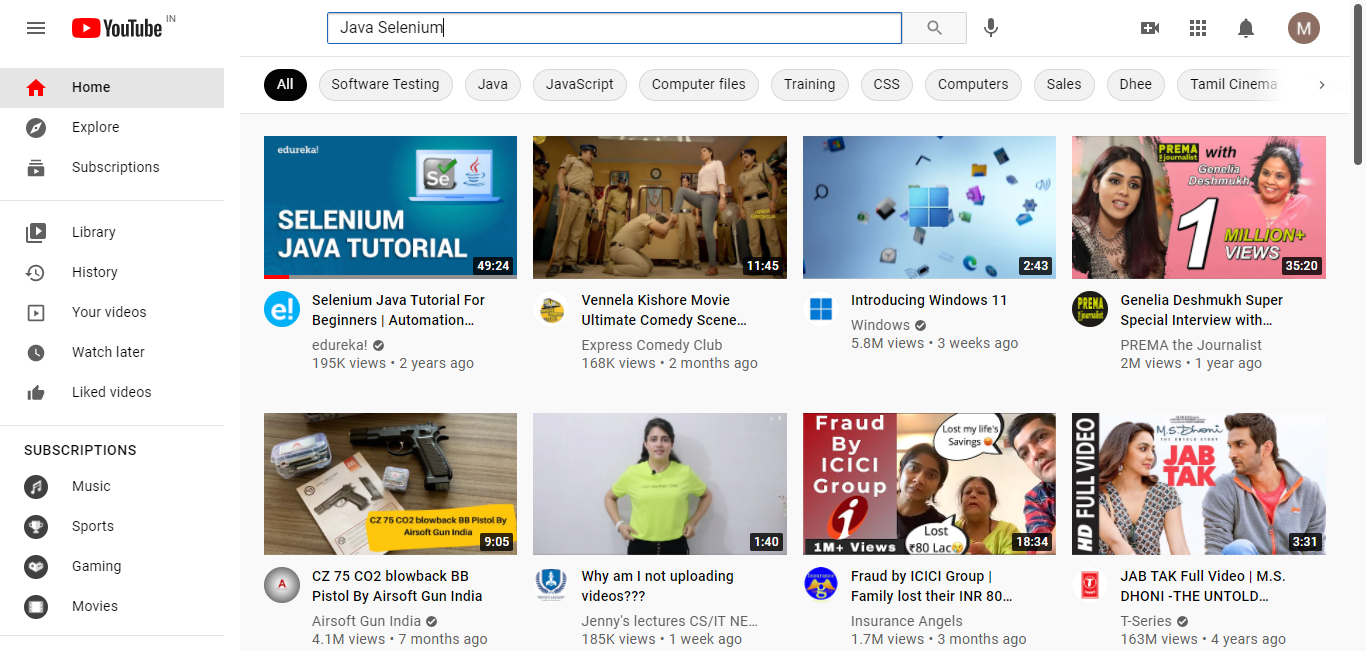 YouTube IN
Java Selenium
M
Home
Explore
Subscriptions
Library
History
Your videos
Watch later
Liked videos
SUBSCRIPTIONS
Music
Sports
Gaming
Movies
All Software Testing Java JavaScript Computer files Training CSS Computers Sales Dhee Tamil Cinema
edureka!
Se
SELENIUM
JAVA TUTORIAL
49:24
e!
Selenium Java Tutorial For
Beginners | Automation...
edureka!
195K views • 2 years ago
11:45
Vennela Kishore Movie
Ultimate Comedy Scene...
Express Comedy Club
168K views • 2 months ago
2:43
Introducing Windows 11
Windows
5.8M views • 3 weeks ago
PREMA
the journalist
with
Genelia
Deshmukh
1
MILLION+
VIEWS
35:20
PREMA
the journalist
Genelia Deshmukh Super
Special Interview with...
PREMA the Journalist
2M views • 1 year ago
CZ 75 CO2 blowback BB Pistol By
Airsoft Gun India
9:05
A
CZ 75 CO2 blowback BB
Pistol By Airsoft Gun India
Airsoft Gun India
4.1M views • 7 months ago
1:40
Why am I not uploading
videos???
Jenny's lectures CS/IT NE...
185K views • 1 week ago
Fraud
By
ICICI
Group
i
1M+ Views
Lost my life's
Savings
Lost
₹80 Lac
18:34
Insurance
Ag
Fraud by ICICI Group |
Family lost their INR 80...
Insurance Angels
1.7M views • 3 months ago
HD FULL VIDEO
M.S. Dhoni
THE UNTOLD STORY
JAB
TAK
3:31
T
JAB TAK Full Video | M.S.
DHONI -THE UNTOLD...
T-Series
163M views • 4 years ago